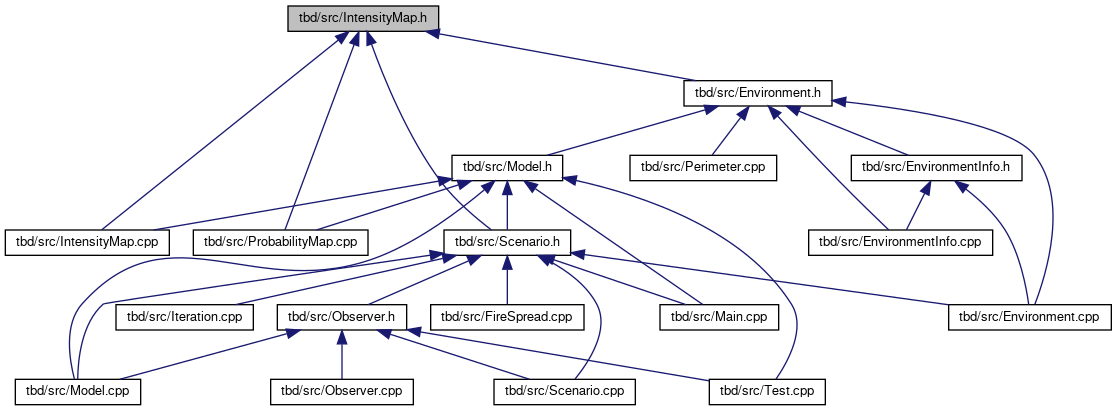 tbd/src/IntensityMap.h
tbd/src/Environment.h
tbd/src/Model.h
tbd/src/Perimeter.cpp
tbd/src/EnvironmentInfo.h
tbd/src/IntensityMap.cpp
tbd/src/ProbabilityMap.cpp
tbd/src/Scenario.h
tbd/src/EnvironmentInfo.cpp
tbd/src/Iteration.cpp
tbd/src/Observer.h
tbd/src/FireSpread.cpp
tbd/src/Main.cpp
tbd/src/Environment.cpp
tbd/src/Model.cpp
tbd/src/Observer.cpp
tbd/src/Scenario.cpp
tbd/src/Test.cpp